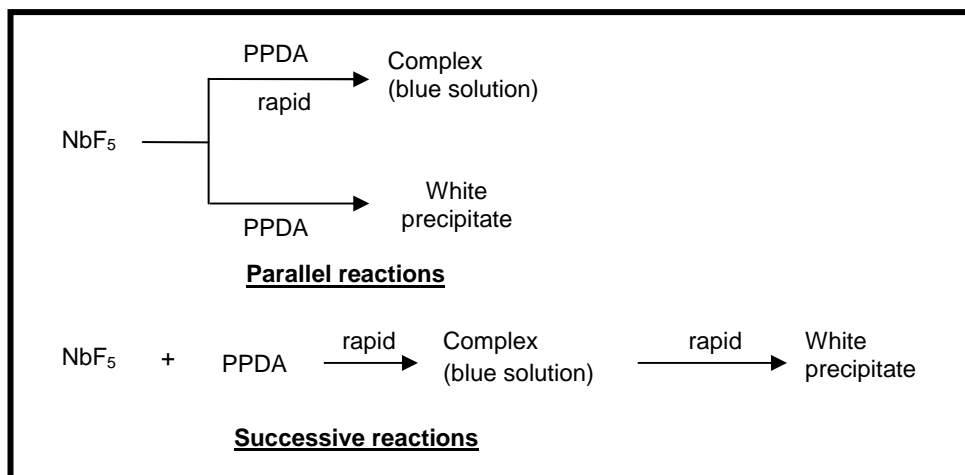 PPDA
Complex
(blue solution)
rapid
NbF₅
White
precipitate
PPDA
Parallel reactions
NbF₅ + PPDA rapid Complex rapid White
(blue solution) precipitate
Successive reactions